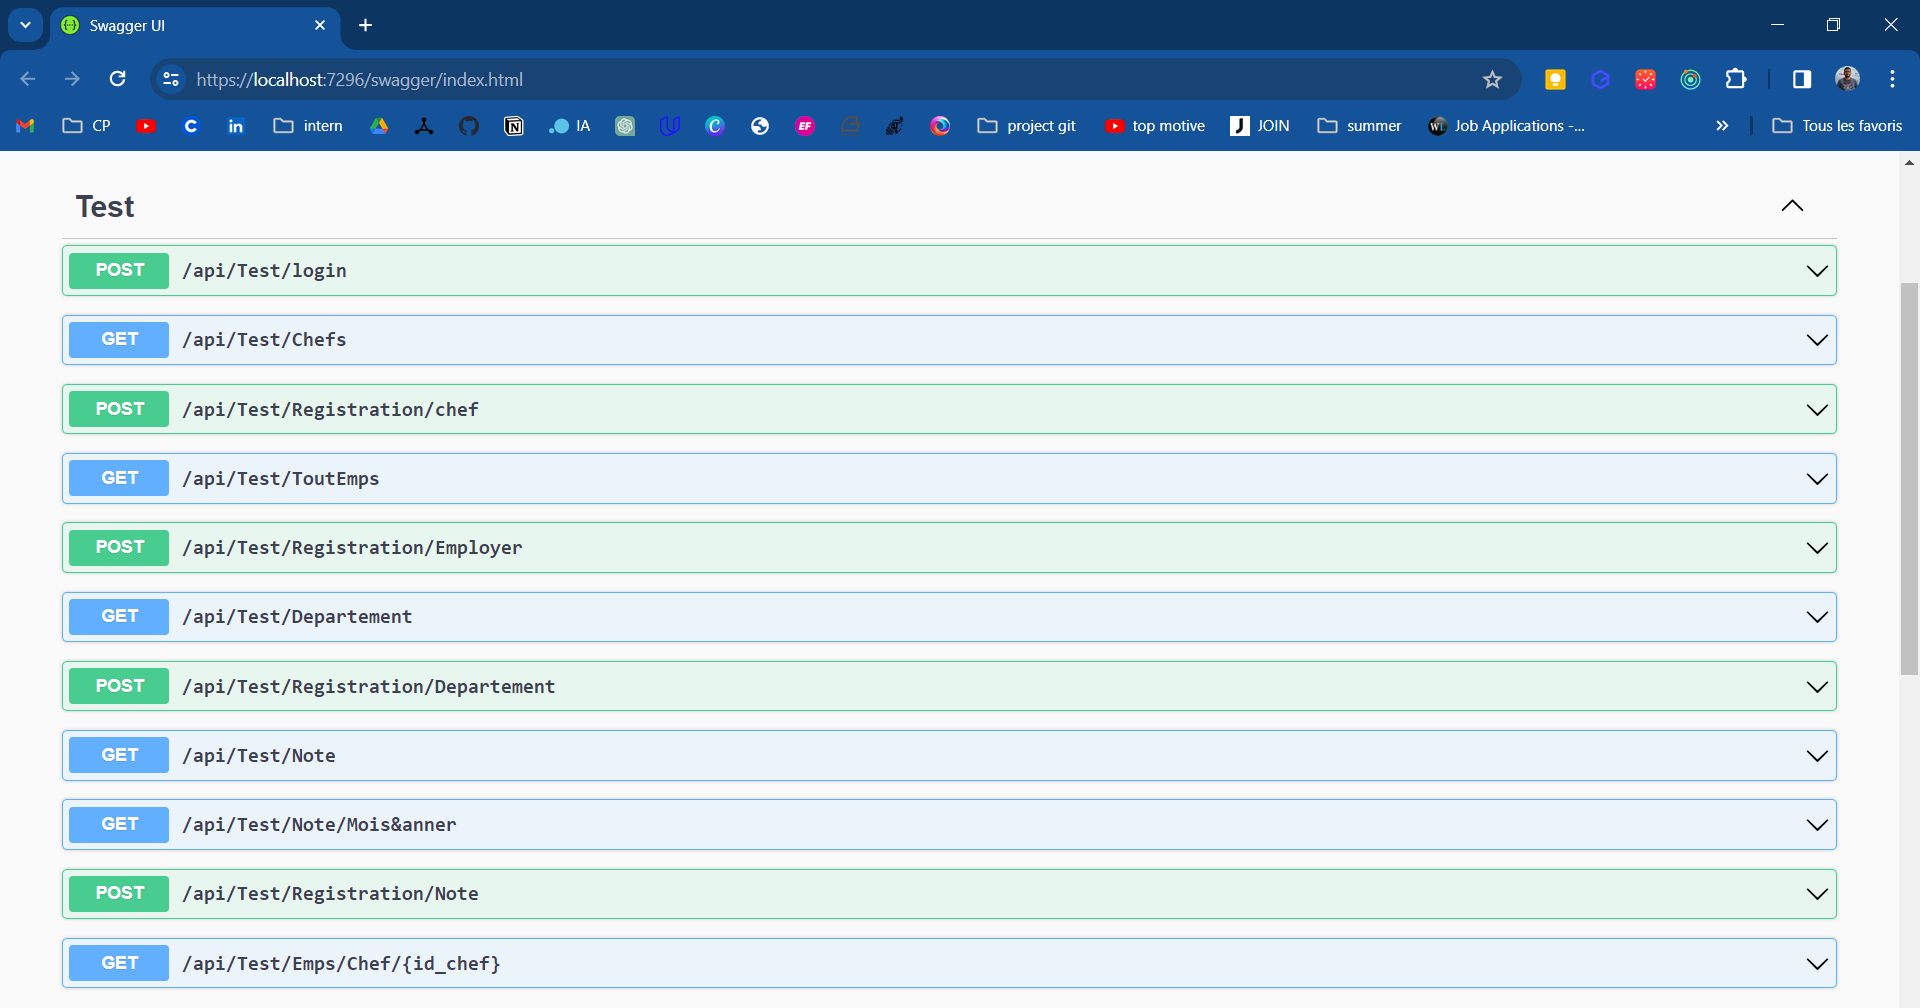 Swagger UI
https://localhost:7296/swagger/index.html
CP
intern
IA
EF
project git
top motive
JOIN
summer
Job Applications -...
Tous les favoris
Test
POST /api/Test/login
GET /api/Test/Chefs
POST /api/Test/Registration/chef
GET /api/Test/ToutEmps
POST /api/Test/Registration/Employer
GET /api/Test/Departement
POST /api/Test/Registration/Departement
GET /api/Test/Note
GET /api/Test/Note/Mois&anner
POST /api/Test/Registration/Note
GET /api/Test/Emps/Chef/{id_chef}